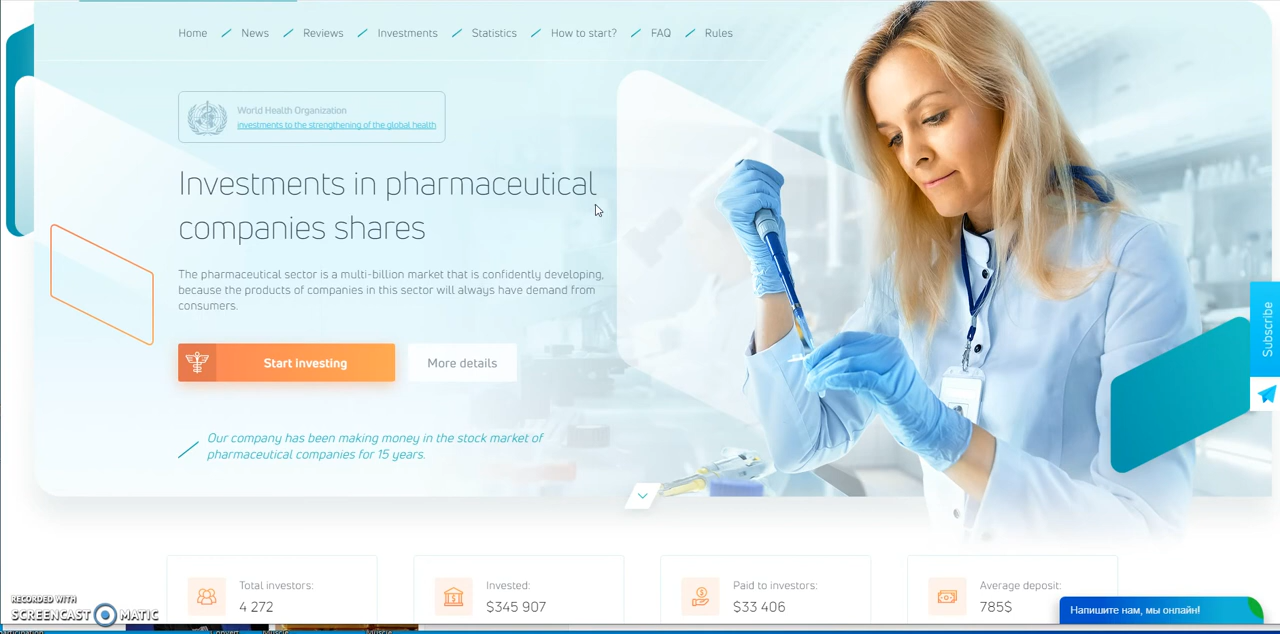 Home
News
Reviews
Investments
Statistics
How to start?
FAQ
Rules
World Health Organization
investments to the strengthening of the global health
Investments in pharmaceutical
companies shares
The pharmaceutical sector is a multi-billion market that is confidently developing,
because the products of companies in this sector will always have demand from
consumers.
Start investing
More details
Our company has been making money in the stock market of
pharmaceutical companies for 15 years.
Subscribe
Total investors:
4 272
Invested:
$345 907
Paid to investors:
$33 406
Average deposit:
785$
Напишите нам, мы онлайн!
RECORDED WITH
SCREENCAST MATIC